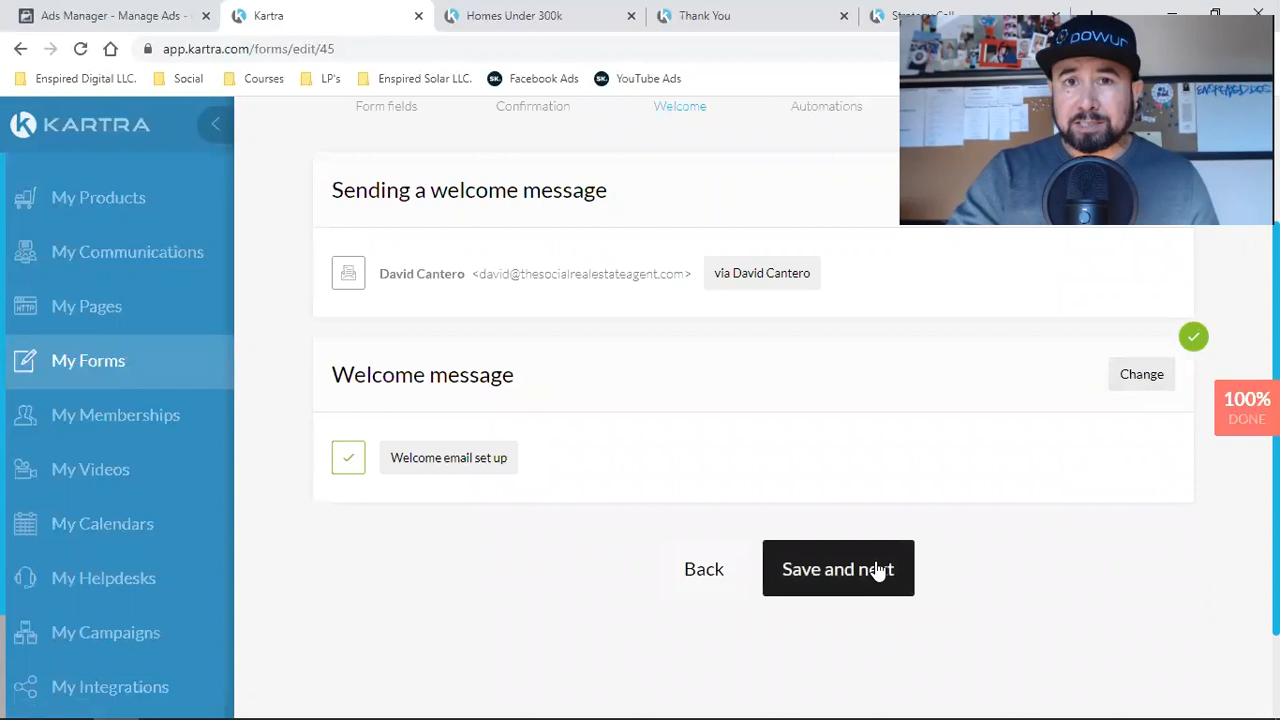 Ads Manager - Manage Ads -
Kartra
Homes Under 300k
Thank You
app.kartra.com/forms/edit/45
Enspired Digital LLC.
Social
Courses
LP's
Enspired Solar LLC.
SK.
Facebook Ads
SK.
YouTube Ads
KARTRA
Form fields
Confirmation
Welcome
Automations
My Products
My Communications
My Pages
My Forms
My Memberships
My Videos
My Calendars
My Helpdesks
My Campaigns
My Integrations
Sending a welcome message
David Cantero <david@thesocialrealestateagent.com>
via David Cantero
Welcome message
Change
Welcome email set up
100%
DONE
Back
Save and next